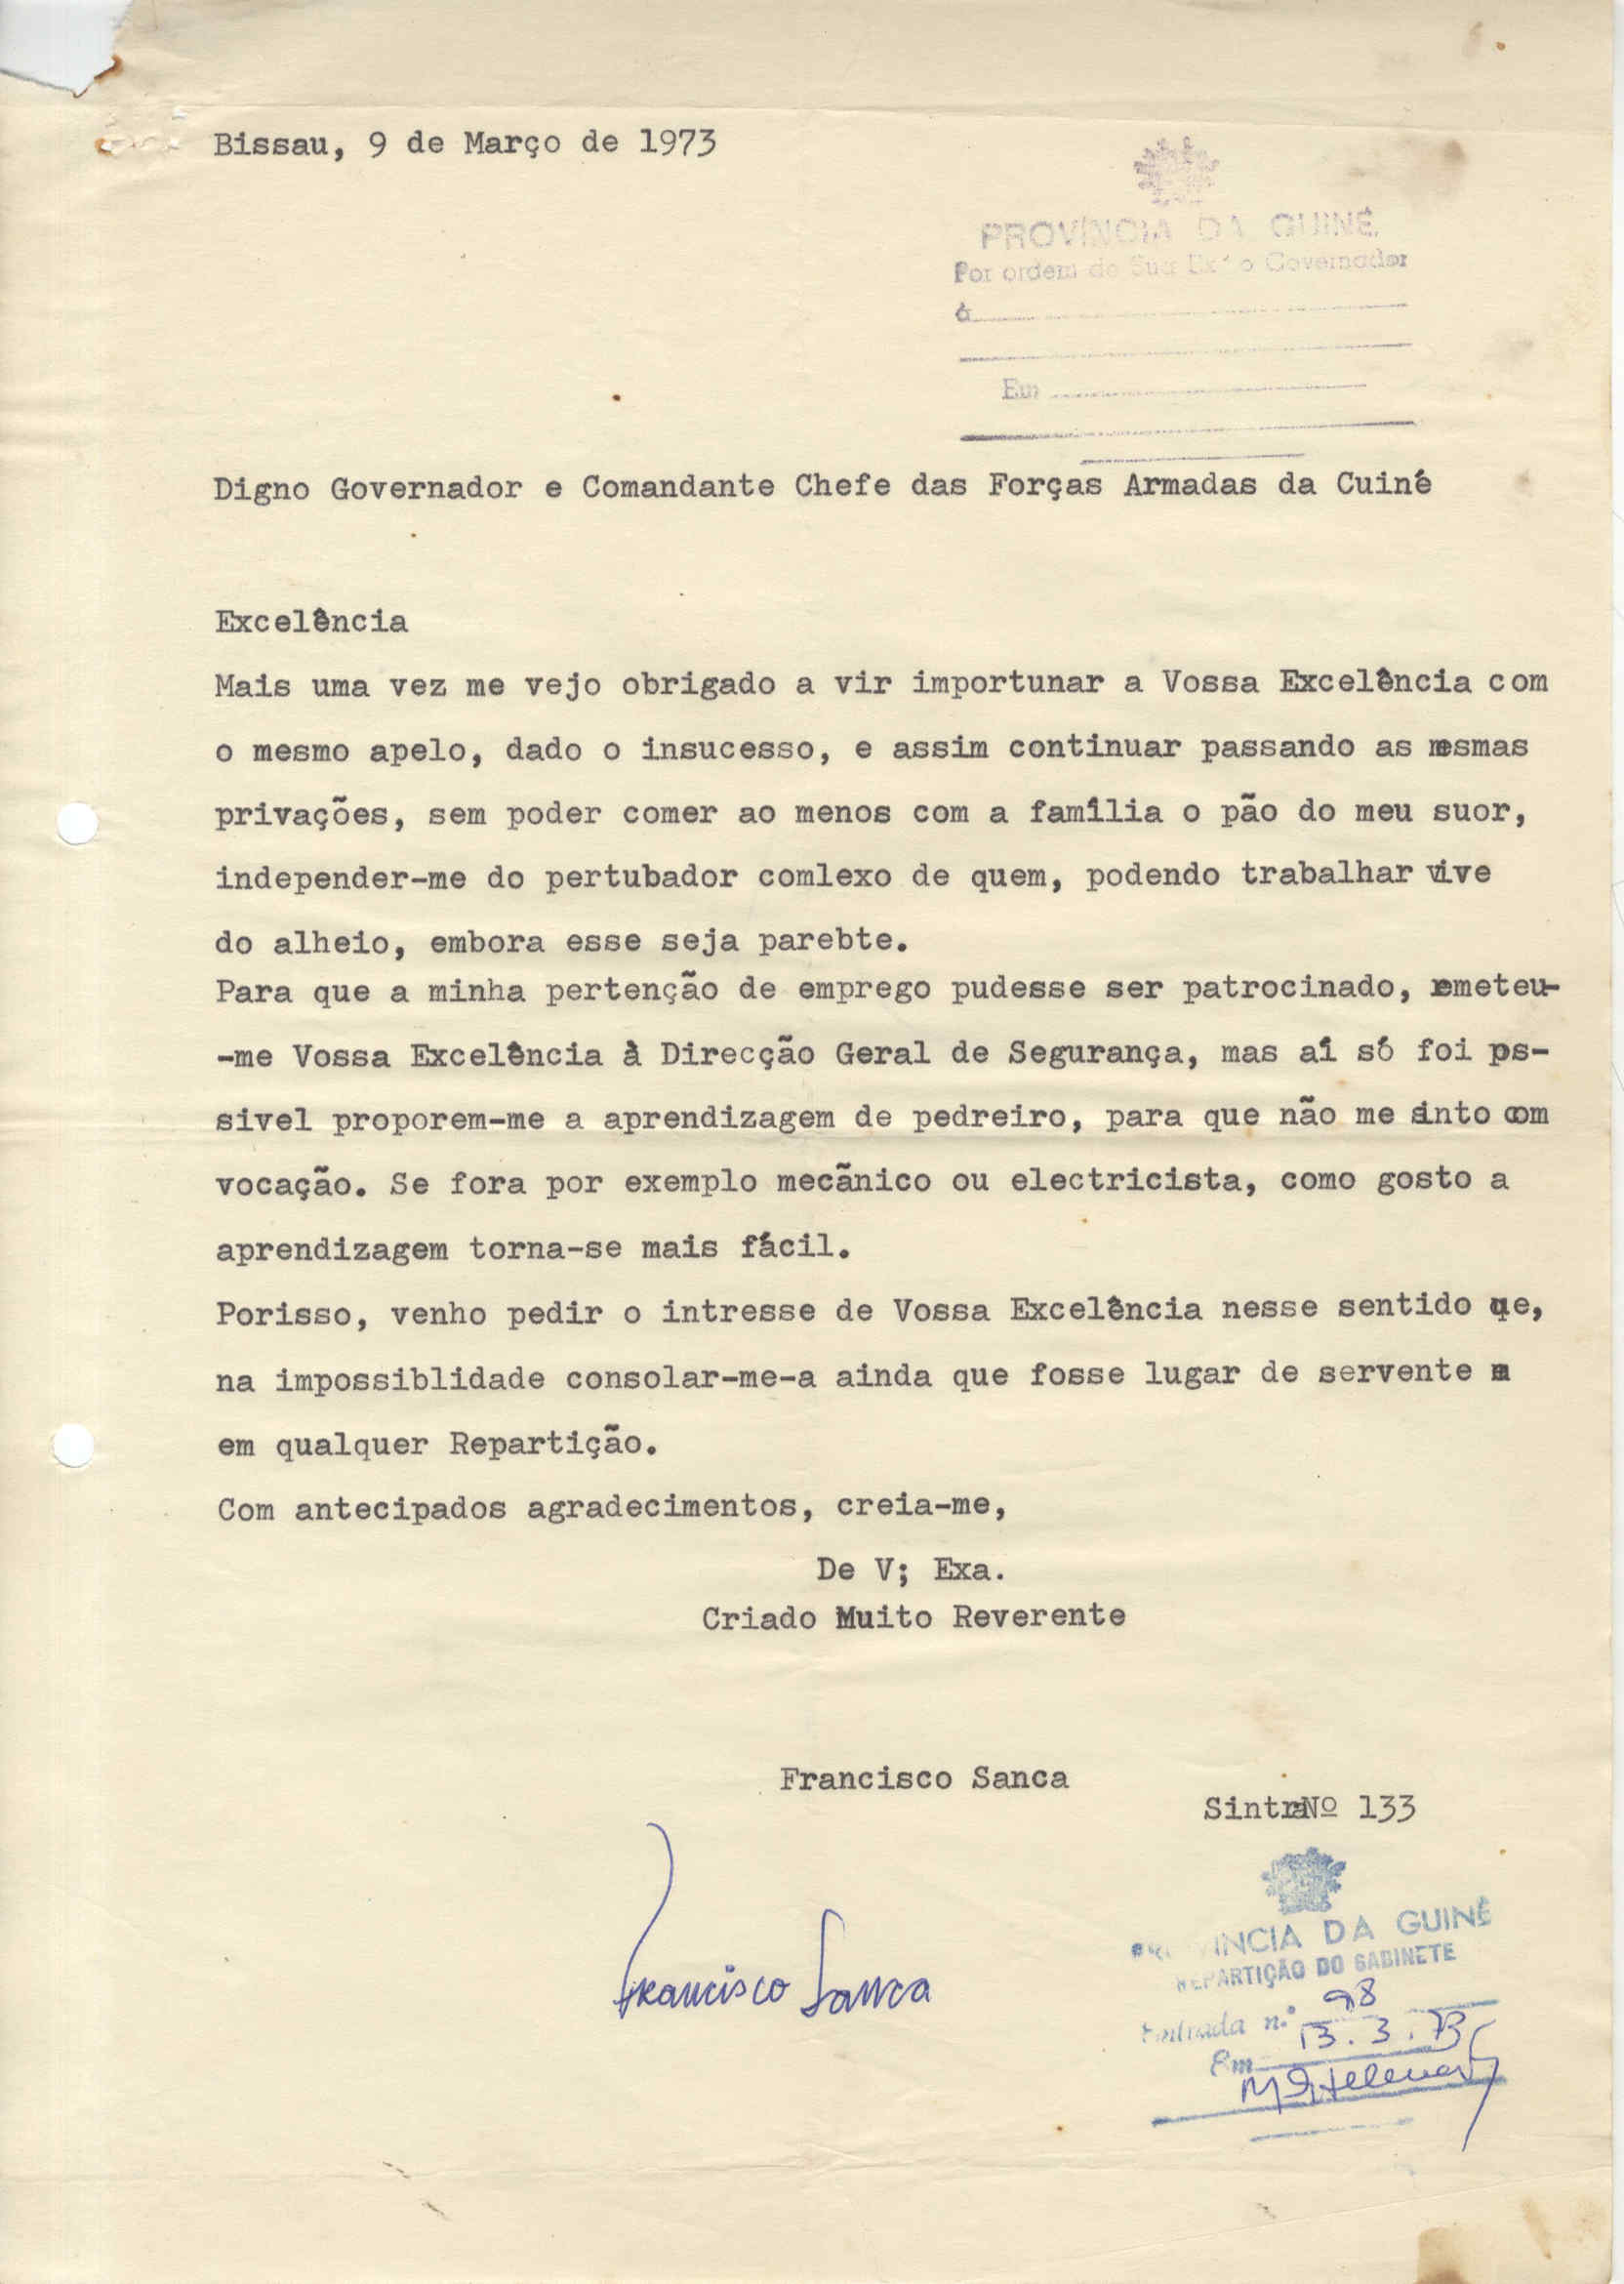 Bissau, 9 de Março de 1973
PROVÍNCIA DA GUINÉ
Por ordem de Sua Exª o Governador
à
Em
Digno Governador e Comandante Chefe das Forças Armadas da Cuiné
Excelência
Mais uma vez me vejo obrigado a vir importunar a Vossa Excelência com
o mesmo apelo, dado o insucesso, e assim continuar passando as mesmas
privações, sem poder comer ao menos com a família o pão do meu suor,
independer-me do pertubador comlexo de quem, podendo trabalhar vive
do alheio, embora esse seja parebte.
Para que a minha pertenção de emprego pudesse ser patrocinado, remeteu-
-me Vossa Excelência à Direcção Geral de Segurança, mas aí só foi pos-
sivel proporem-me a aprendizagem de pedreiro, para que não me sinto com
vocação. Se fora por exemplo mecãnico ou electricista, como gosto a
aprendizagem torna-se mais fácil.
Porisso, venho pedir o intresse de Vossa Excelência nesse sentido que,
na impossiblidade consolar-me-a ainda que fosse lugar de servente
em qualquer Repartição.
Com antecipados agradecimentos, creia-me,
De V; Exa.
Criado Muito Reverente
Francisco Sanca
Sintra Nº 133
Francisco Sanca
PROVÍNCIA DA GUINÉ
REPARTIÇÃO DO GABINETE
Entrada n.º 98
Em 13.3.73